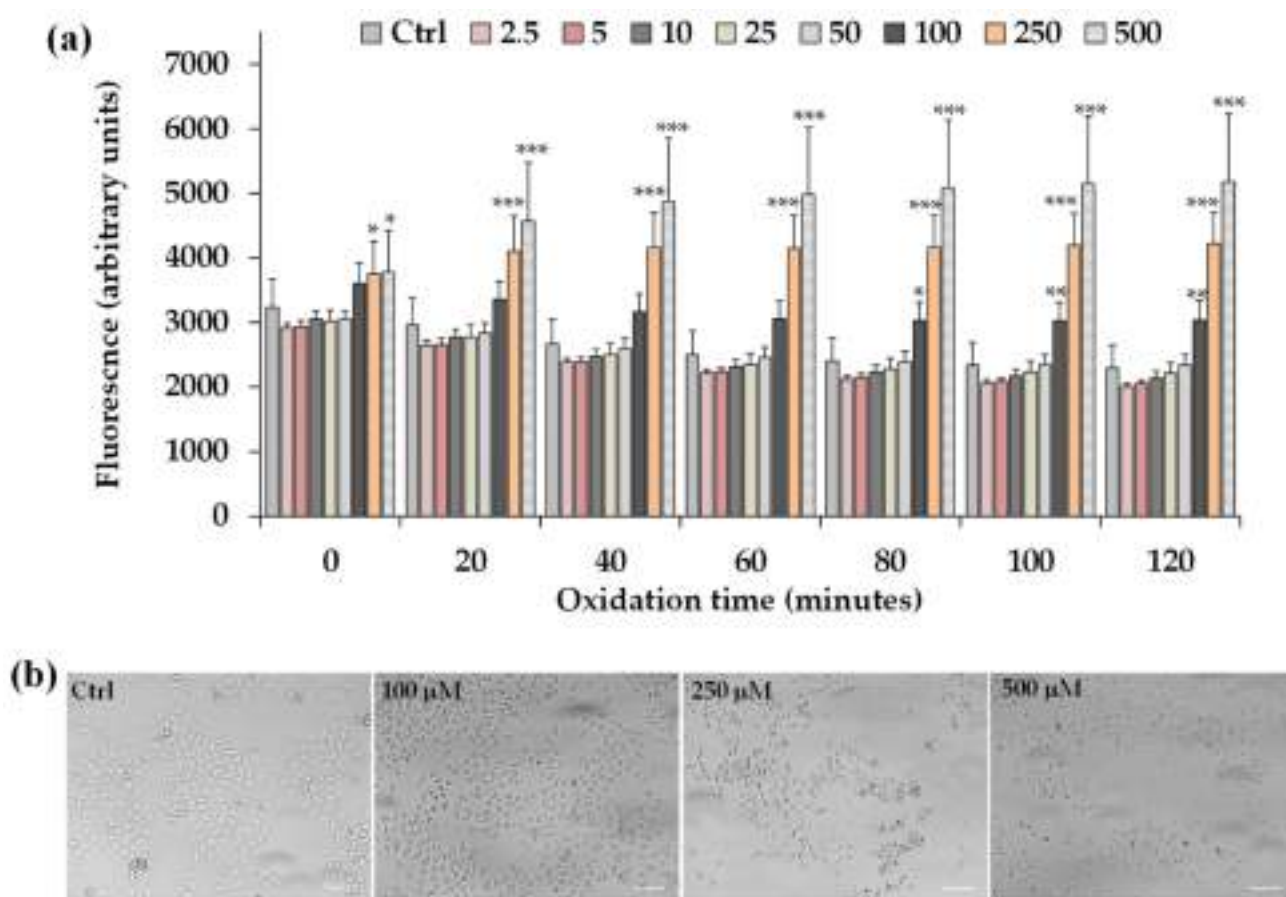 (a)
Ctrl 2.5 5 10 25 50 100 250 500
Fluorescence (arbitrary units)
7000
6000
5000
4000
3000
2000
1000
0
* *
*** ***
*** ***
*** ***
* *** ***
** *** ***
** *** ***
0 20 40 60 80 100 120
Oxidation time (minutes)
(b)
Ctrl 100 μM 250 μM 500 μM